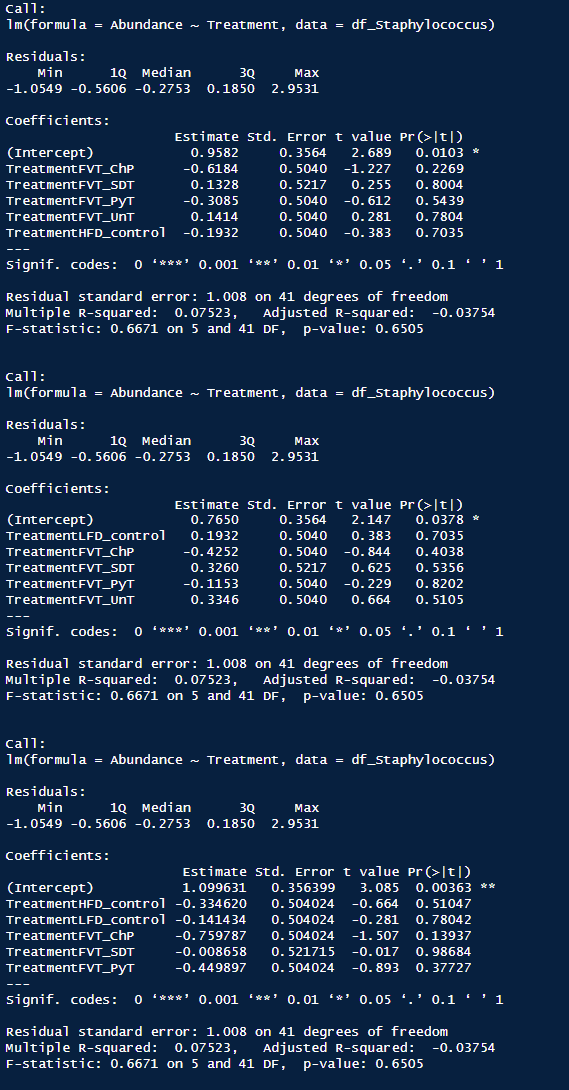 Call:
lm(formula = Abundance ~ Treatment, data = df_Staphylococcus)

Residuals:
    Min      1Q  Median      3Q     Max
-1.0549 -0.5606 -0.2753  0.1850  2.9531

Coefficients:
                     Estimate Std. Error t value Pr(>|t|)
(Intercept)            0.9582     0.3564   2.689   0.0103 *
TreatmentFVT_ChP      -0.6184     0.5040  -1.227   0.2269
TreatmentFVT_SDT       0.1328     0.5217   0.255   0.8004
TreatmentFVT_PyT      -0.3085     0.5040  -0.612   0.5439
TreatmentFVT_UnT       0.1414     0.5040   0.281   0.7804
TreatmentHFD_control  -0.1932     0.5040  -0.383   0.7035
---
Signif. codes:  0 ‘***’ 0.001 ‘**’ 0.01 ‘*’ 0.05 ‘.’ 0.1 ‘ ’ 1

Residual standard error: 1.008 on 41 degrees of freedom
Multiple R-squared:  0.07523,   Adjusted R-squared:  -0.03754
F-statistic: 0.6671 on 5 and 41 DF,  p-value: 0.6505


Call:
lm(formula = Abundance ~ Treatment, data = df_Staphylococcus)

Residuals:
    Min      1Q  Median      3Q     Max
-1.0549 -0.5606 -0.2753  0.1850  2.9531

Coefficients:
                     Estimate Std. Error t value Pr(>|t|)
(Intercept)            0.7650     0.3564   2.147   0.0378 *
TreatmentLFD_control   0.1932     0.5040   0.383   0.7035
TreatmentFVT_ChP      -0.4252     0.5040  -0.844   0.4038
TreatmentFVT_SDT       0.3260     0.5217   0.625   0.5356
TreatmentFVT_PyT      -0.1153     0.5040  -0.229   0.8202
TreatmentFVT_UnT       0.3346     0.5040   0.664   0.5105
---
Signif. codes:  0 ‘***’ 0.001 ‘**’ 0.01 ‘*’ 0.05 ‘.’ 0.1 ‘ ’ 1

Residual standard error: 1.008 on 41 degrees of freedom
Multiple R-squared:  0.07523,   Adjusted R-squared:  -0.03754
F-statistic: 0.6671 on 5 and 41 DF,  p-value: 0.6505


Call:
lm(formula = Abundance ~ Treatment, data = df_Staphylococcus)

Residuals:
    Min      1Q  Median      3Q     Max
-1.0549 -0.5606 -0.2753  0.1850  2.9531

Coefficients:
                      Estimate Std. Error t value Pr(>|t|)
(Intercept)           1.099631   0.356399   3.085  0.00363 **
TreatmentHFD_control -0.334620   0.504024  -0.664  0.51047
TreatmentLFD_control -0.141434   0.504024  -0.281  0.78042
TreatmentFVT_ChP     -0.759787   0.504024  -1.507  0.13937
TreatmentFVT_SDT     -0.008658   0.521715  -0.017  0.98684
TreatmentFVT_PyT     -0.449897   0.504024  -0.893  0.37727
---
Signif. codes:  0 ‘***’ 0.001 ‘**’ 0.01 ‘*’ 0.05 ‘.’ 0.1 ‘ ’ 1

Residual standard error: 1.008 on 41 degrees of freedom
Multiple R-squared:  0.07523,   Adjusted R-squared:  -0.03754
F-statistic: 0.6671 on 5 and 41 DF,  p-value: 0.6505